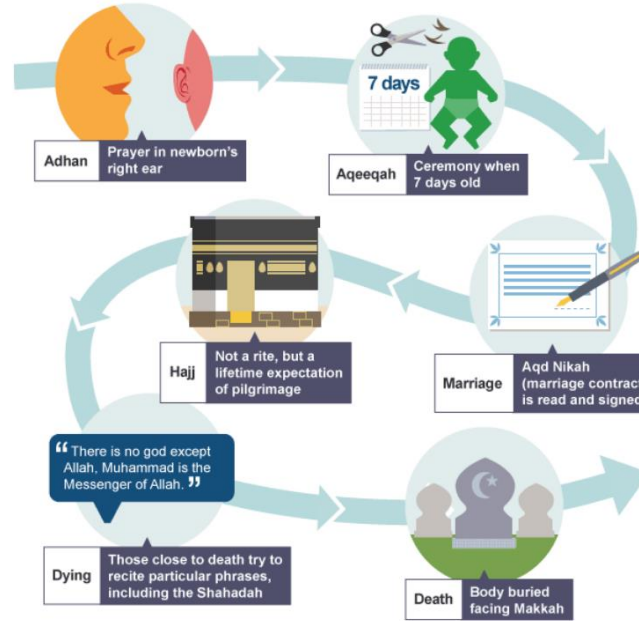 7 days
Adhan
Prayer in newborn's
right ear
Aqeeqah
Ceremony when
7 days old
Hajj
Not a rite, but a
lifetime expectation
of pilgrimage
Marriage
Aqd Nikah
(marriage contract
is read and signed
“ There is no god except
Allah, Muhammad is the
Messenger of Allah. ”
Dying
Those close to death try to
recite particular phrases,
including the Shahadah
Death
Body buried
facing Makkah